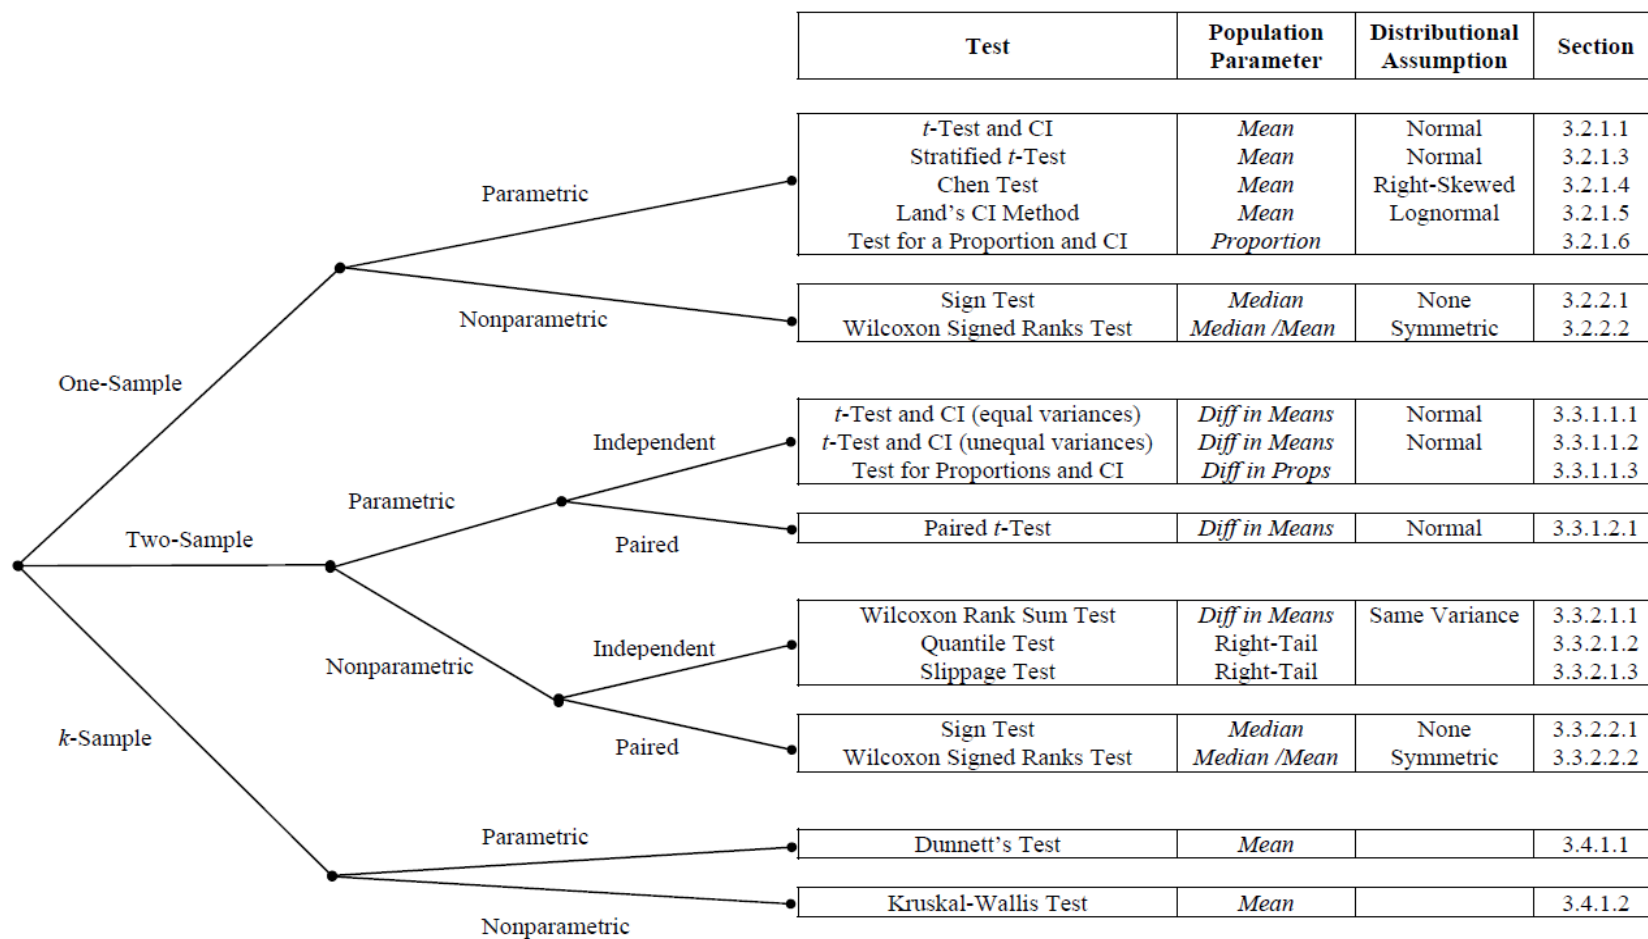 Test Population Parameter Distributional Assumption Section
Parametric
t-Test and CI Mean Normal 3.2.1.1
Stratified t-Test Mean Normal 3.2.1.3
Chen Test Mean Right-Skewed 3.2.1.4
Land's CI Method Mean Lognormal 3.2.1.5
Test for a Proportion and CI Proportion 3.2.1.6
Nonparametric
Sign Test Median None 3.2.2.1
Wilcoxon Signed Ranks Test Median /Mean Symmetric 3.2.2.2
One-Sample
Independent
t-Test and CI (equal variances) Diff in Means Normal 3.3.1.1.1
t-Test and CI (unequal variances) Diff in Means Normal 3.3.1.1.2
Test for Proportions and CI Diff in Props 3.3.1.1.3
Parametric
Two-Sample
Paired
Paired t-Test Diff in Means Normal 3.3.1.2.1
Independent
Wilcoxon Rank Sum Test Diff in Means Same Variance 3.3.2.1.1
Quantile Test Right-Tail 3.3.2.1.2
Slippage Test Right-Tail 3.3.2.1.3
Nonparametric
k-Sample
Paired
Sign Test Median None 3.3.2.2.1
Wilcoxon Signed Ranks Test Median /Mean Symmetric 3.3.2.2.2
Parametric
Dunnett's Test Mean 3.4.1.1
Kruskal-Wallis Test Mean 3.4.1.2
Nonparametric